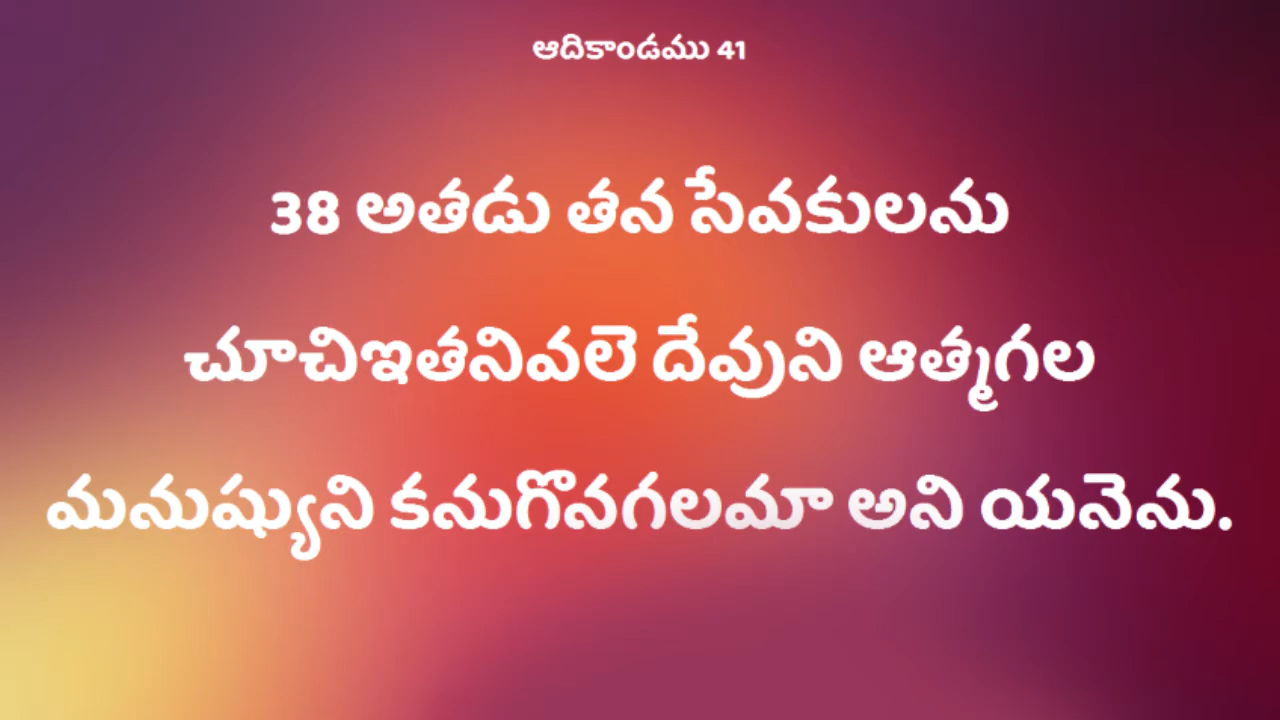 ఆదికాండము 41
38 అతడు తన సేవకులను
చూచిఇతనివలె దేవుని ఆత్మగల
మనుష్యుని కనుగొనగలమా అని యనెను.